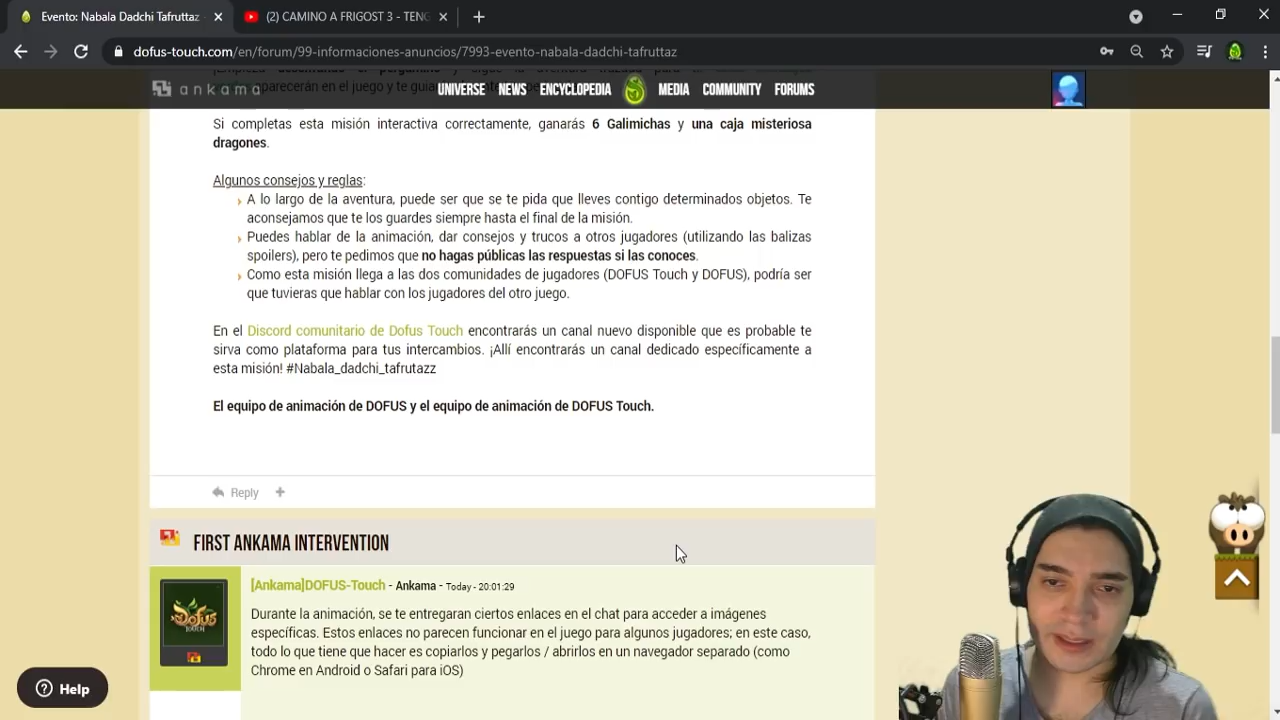 Evento: Nabala Dadchi Tafruttaz
(2) CAMINO A FRIGOST 3 - TENG
dofus-touch.com/en/forum/99-informaciones-anuncios/7993-evento-nabala-dadchi-tafruttaz
ankama
UNIVERSE NEWS ENCYCLOPEDIA MEDIA COMMUNITY FORUMS
Si completas esta misión interactiva correctamente, ganarás 6 Galimichas y una caja misteriosa
dragones.
Algunos consejos y reglas:
A lo largo de la aventura, puede ser que se te pida que lleves contigo determinados objetos. Te
aconsejamos que te los guardes siempre hasta el final de la misión.
Puedes hablar de la animación, dar consejos y trucos a otros jugadores (utilizando las balizas
spoilers), pero te pedimos que no hagas públicas las respuestas si las conoces.
Como esta misión llega a las dos comunidades de jugadores (DOFUS Touch y DOFUS), podría ser
que tuvieras que hablar con los jugadores del otro juego.
En el Discord comunitario de Dofus Touch encontrarás un canal nuevo disponible que es probable te
sirva como plataforma para tus intercambios. ¡Allí encontrarás un canal dedicado específicamente a
esta misión! #Nabala_dadchi_tafrutazz
El equipo de animación de DOFUS y el equipo de animación de DOFUS Touch.
Reply
FIRST ANKAMA INTERVENTION
[Ankama]DOFUS-Touch - Ankama - Today - 20:01:29
Durante la animación, se te entregaran ciertos enlaces en el chat para acceder a imágenes
específicas. Estos enlaces no parecen funcionar en el juego para algunos jugadores; en este caso,
todo lo que tiene que hacer es copiarlos y pegarlos / abrirlos en un navegador separado (como
Chrome en Android o Safari para iOS)
DOFUS
TOUCH
Help